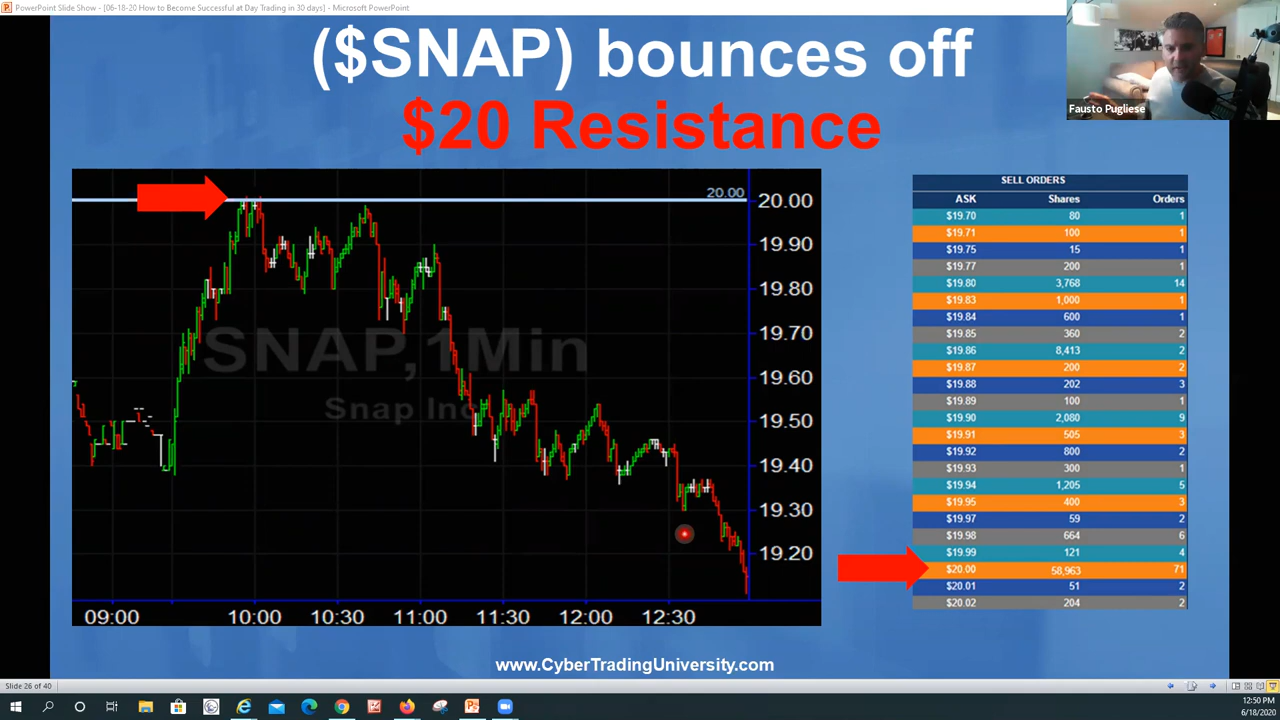 PowerPoint Slide Show - [06-18-20 How to Become Successful at Day Trading in 30 days] - Microsoft PowerPoint
($SNAP) bounces off
$20 Resistance
Fausto Pugliese
20.00
20.00
19.90
19.80
19.70
19.60
19.50
19.40
19.30
19.20
SNAP,1Min
Snap Inc
09:00 10:00 10:30 11:00 11:30 12:00 12:30
SELL ORDERS
ASK Shares Orders
$19.70 80 1
$19.71 100 1
$19.75 15 1
$19.77 200 1
$19.80 3,768 14
$19.83 1,000 1
$19.84 600 1
$19.85 360 2
$19.86 8,413 2
$19.87 200 2
$19.88 202 3
$19.89 100 1
$19.90 2,080 9
$19.91 505 3
$19.92 800 2
$19.93 300 1
$19.94 1,205 5
$19.95 400 3
$19.97 59 2
$19.98 664 6
$19.99 121 4
$20.00 58,963 71
$20.01 51 2
$20.02 204 2
www.CyberTradingUniversity.com
Slide 26 of 40
12:50 PM
6/18/2020